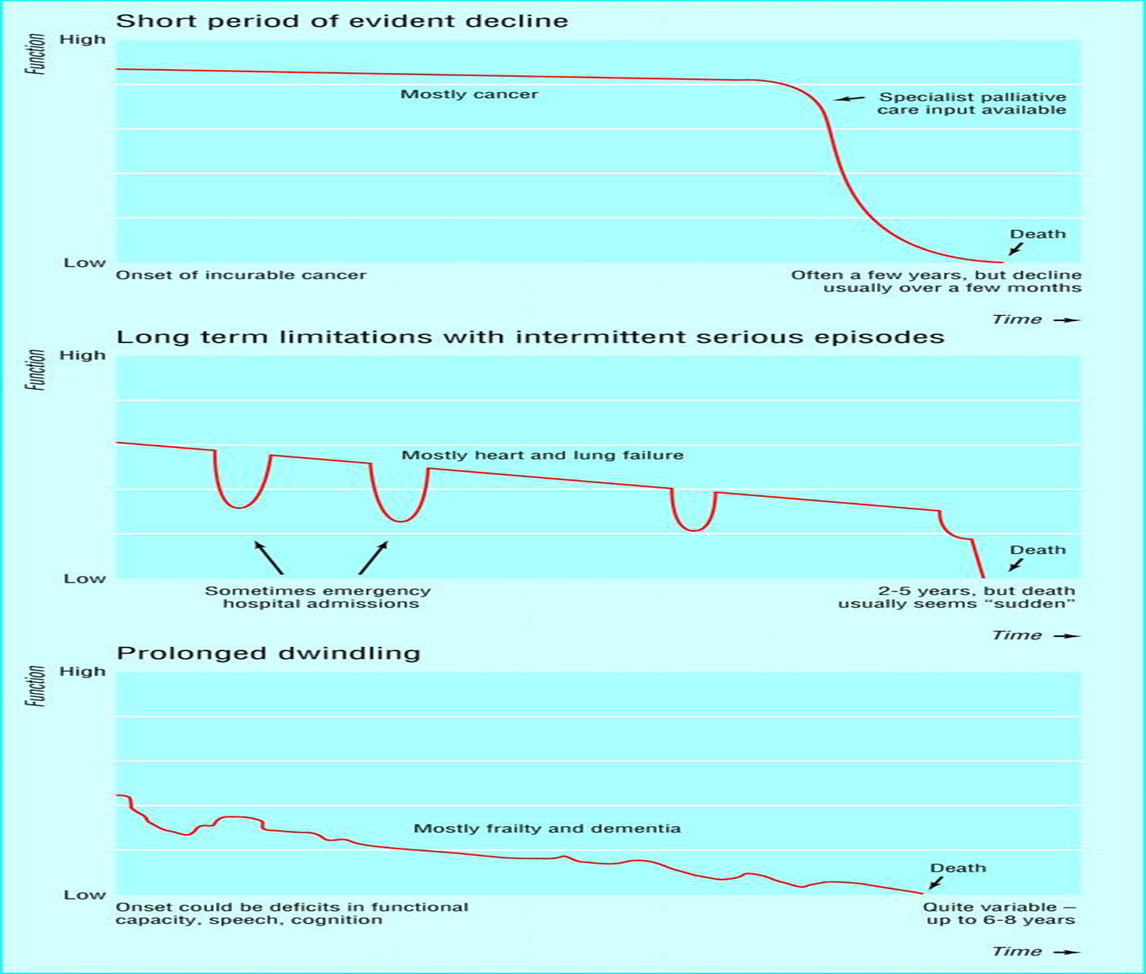 Short period of evident decline
Function
High
Mostly cancer
Specialist palliative
care input available
Death
Low
Onset of incurable cancer
Often a few years, but decline
usually over a few months
Time
Long term limitations with intermittent serious episodes
Function
High
Mostly heart and lung failure
Death
Low
Sometimes emergency
hospital admissions
2-5 years, but death
usually seems “sudden”
Time
Prolonged dwindling
Function
High
Mostly frailty and dementia
Death
Low
Onset could be deficits in functional
capacity, speech, cognition
Quite variable –
up to 6-8 years
Time